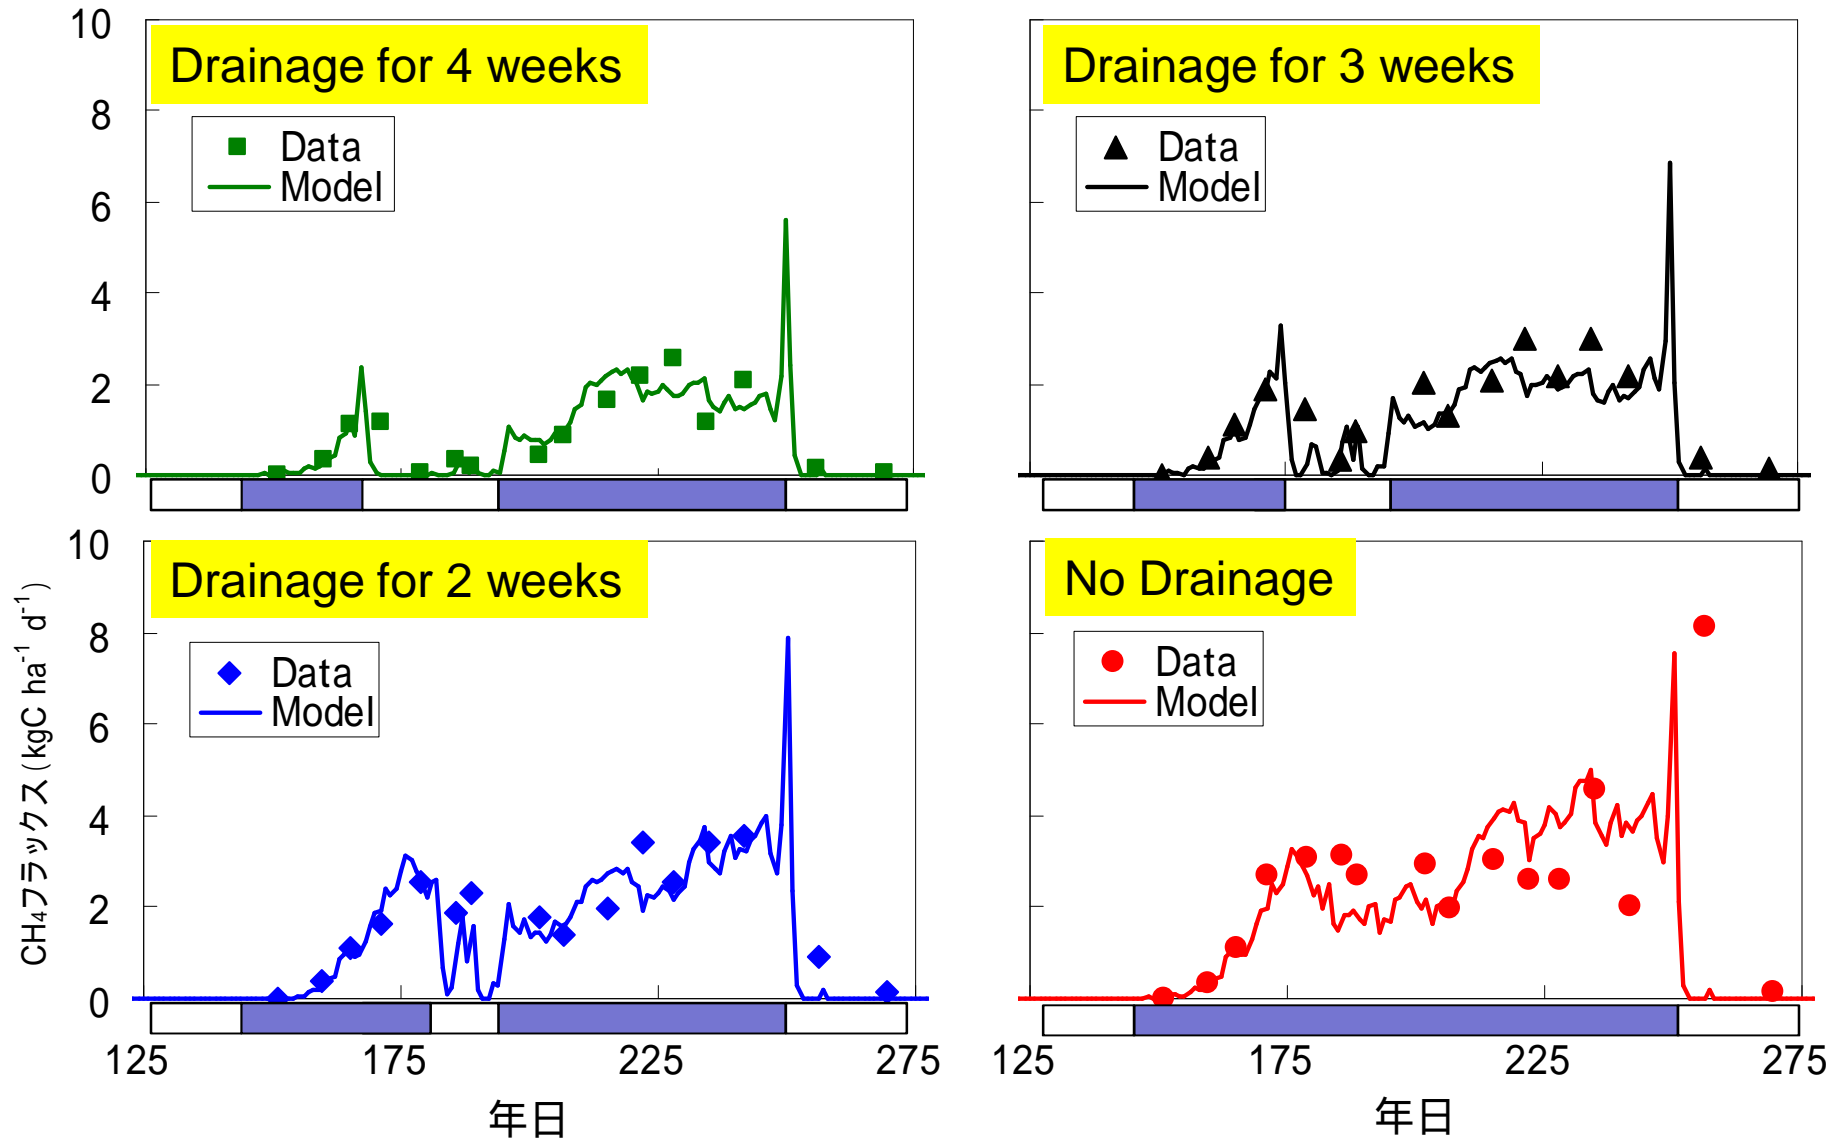 Drainage for 4 weeks
Data
Model
10
8
6
4
2
0
Drainage for 3 weeks
Data
Model
Drainage for 2 weeks
Data
Model
10
8
6
4
2
0
CH₄フラックス(kgC ha⁻¹ d⁻¹)
125 175 225 275
年日
No Drainage
Data
Model
125 175 225 275
年日